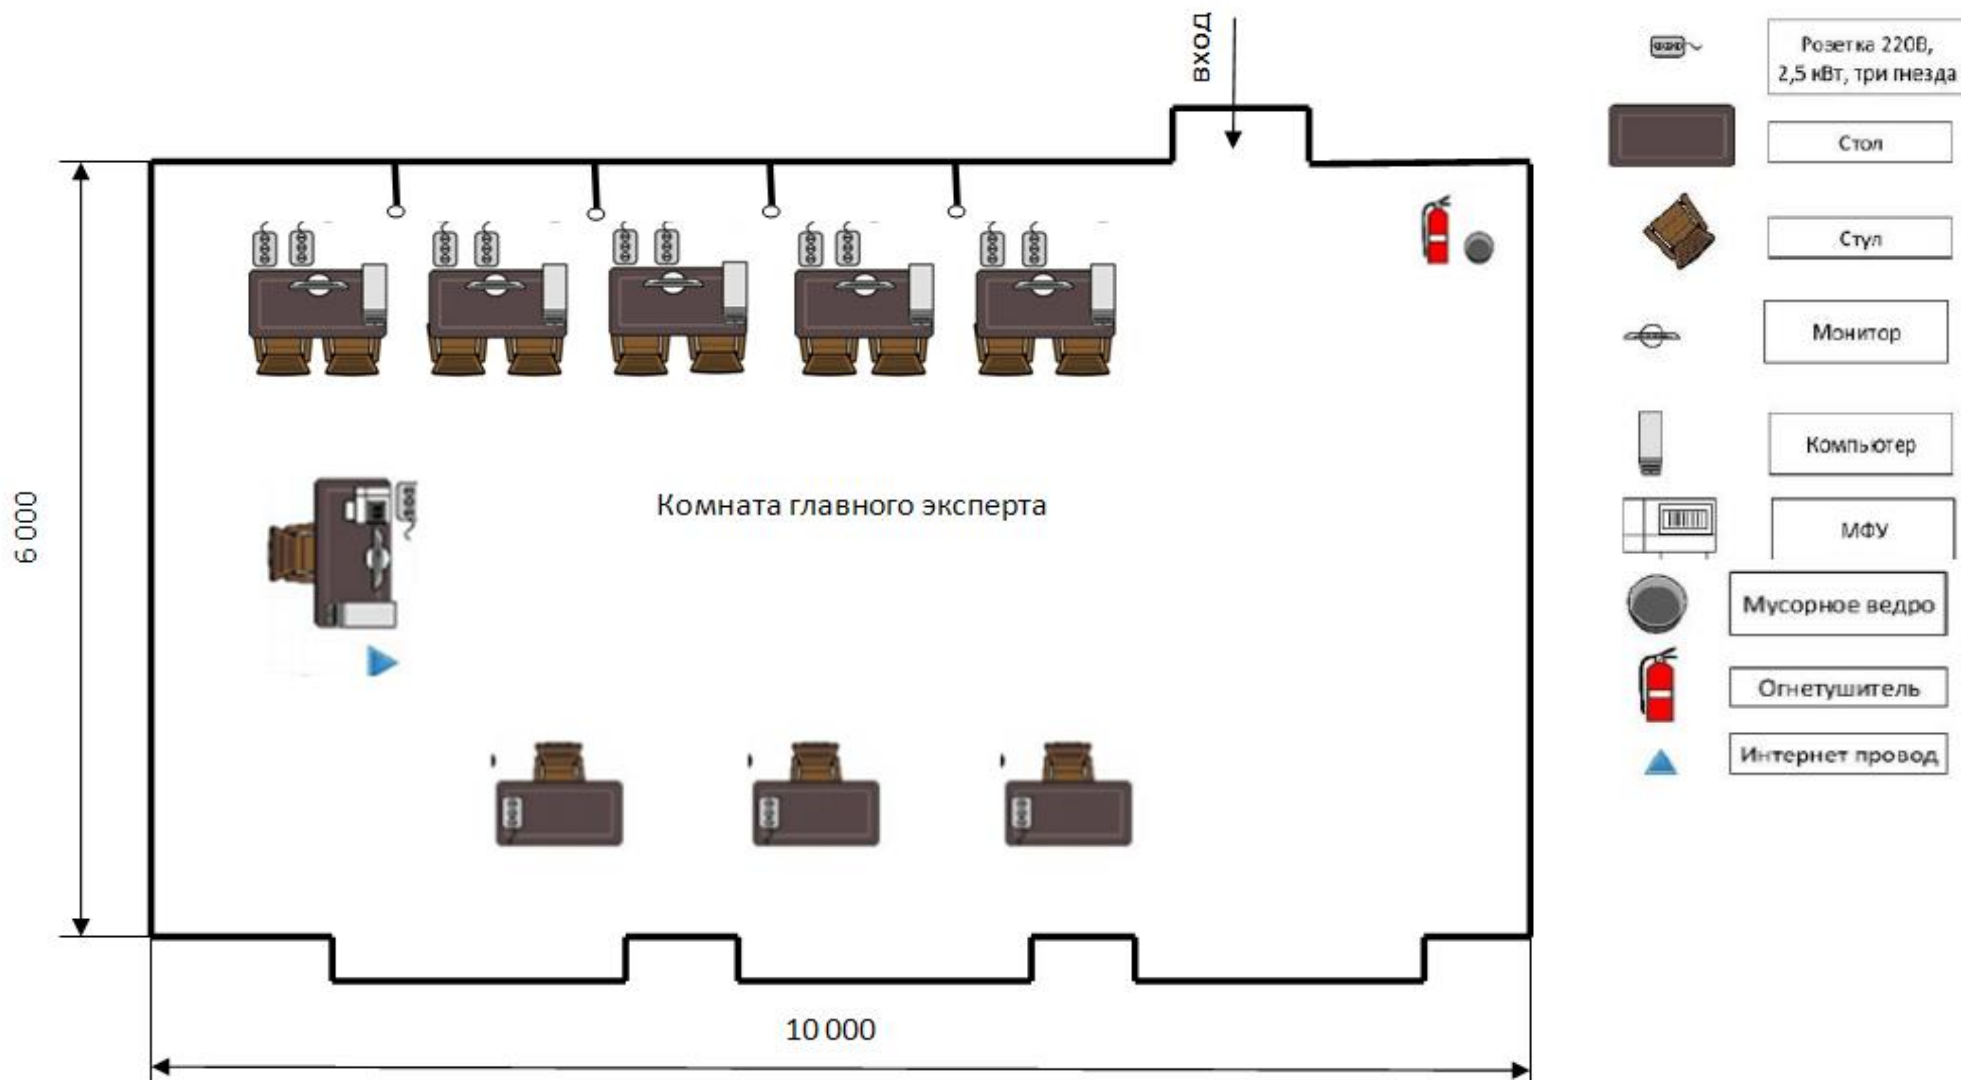 вход
Розетка 220В,
2,5 кВт, три гнезда
Стол
Стул
Монитор
Компьютер
МФУ
Мусорное ведро
Огнетушитель
Интернет провод
6 000
Комната главного эксперта
10 000